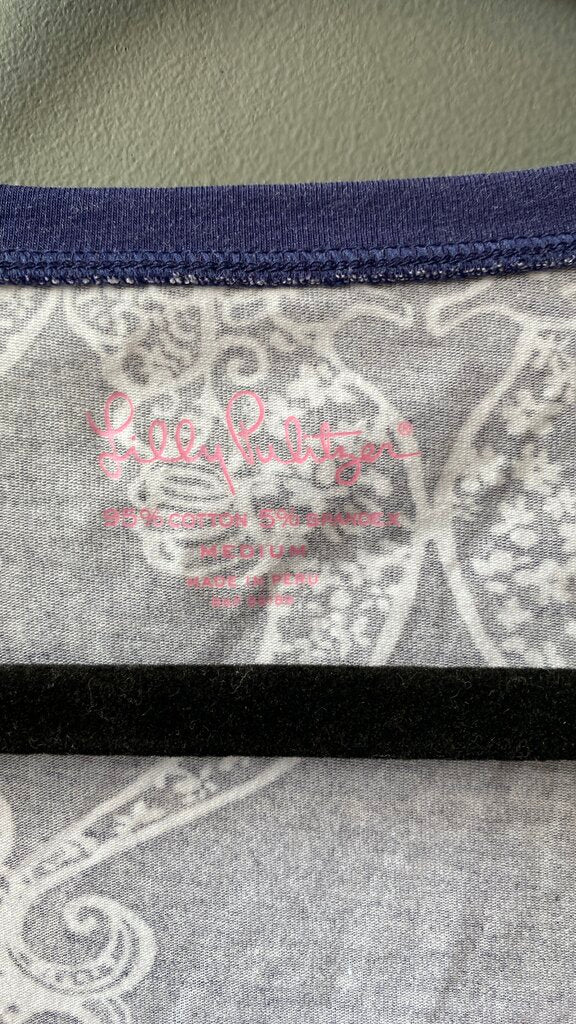 Lilly Pulitzer®
95% COTTON 5% SPANDEX
MEDIUM
MADE IN PERU